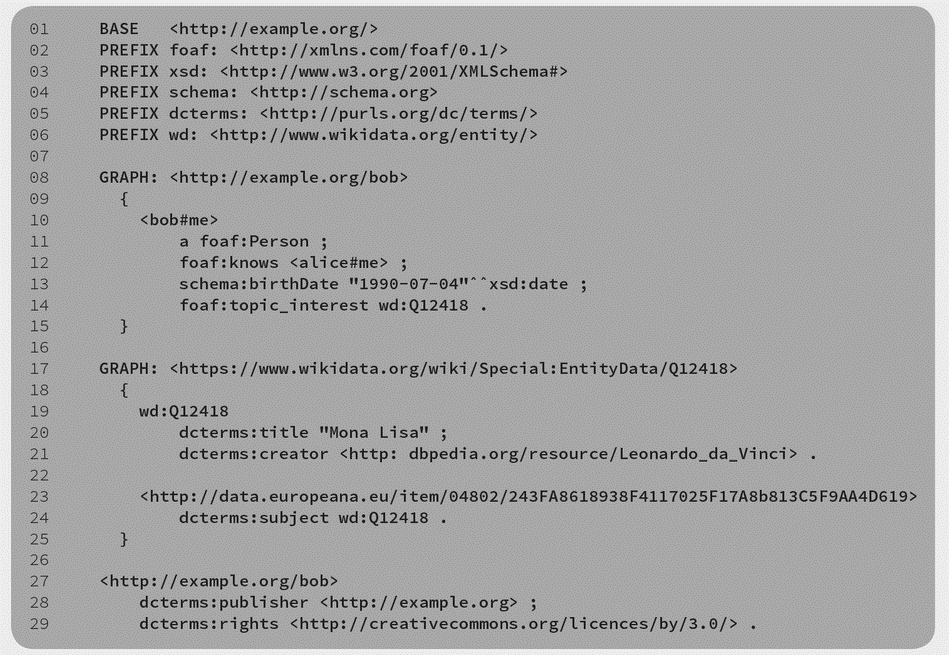 01 BASE <http://example.org/>
02 PREFIX foaf: <http://xmlns.com/foaf/0.1/>
03 PREFIX xsd: <http://www.w3.org/2001/XMLSchema#>
04 PREFIX schema: <http://schema.org>
05 PREFIX dcterms: <http://purls.org/dc/terms/>
06 PREFIX wd: <http://www.wikidata.org/entity/>
07
08 GRAPH: <http://example.org/bob>
09 {
10 <bob#me>
11 a foaf:Person ;
12 foaf:knows <alice#me> ;
13 schema:birthDate "1990-07-04"^^xsd:date ;
14 foaf:topic_interest wd:Q12418 .
15 }
16
17 GRAPH: <https://www.wikidata.org/wiki/Special:EntityData/Q12418>
18 {
19 wd:Q12418
20 dcterms:title "Mona Lisa" ;
21 dcterms:creator <http: dbpedia.org/resource/Leonardo_da_Vinci> .
22
23 <http://data.europeana.eu/item/04802/243FA8618938F4117025F17A8b813C5F9AA4D619>
24 dcterms:subject wd:Q12418 .
25 }
26
27 <http://example.org/bob>
28 dcterms:publisher <http://example.org> ;
29 dcterms:rights <http://creativecommons.org/licences/by/3.0/> .